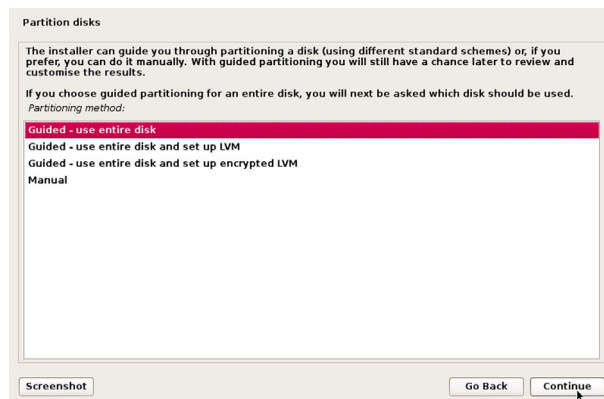 Partition disks
The installer can guide you through partitioning a disk (using different standard schemes) or, if you
prefer, you can do it manually. With guided partitioning you will still have a chance later to review and
customise the results.
If you choose guided partitioning for an entire disk, you will next be asked which disk should be used.
Partitioning method:
Guided - use entire disk
Guided - use entire disk and set up LVM
Guided - use entire disk and set up encrypted LVM
Manual
Screenshot
Go Back
Continue